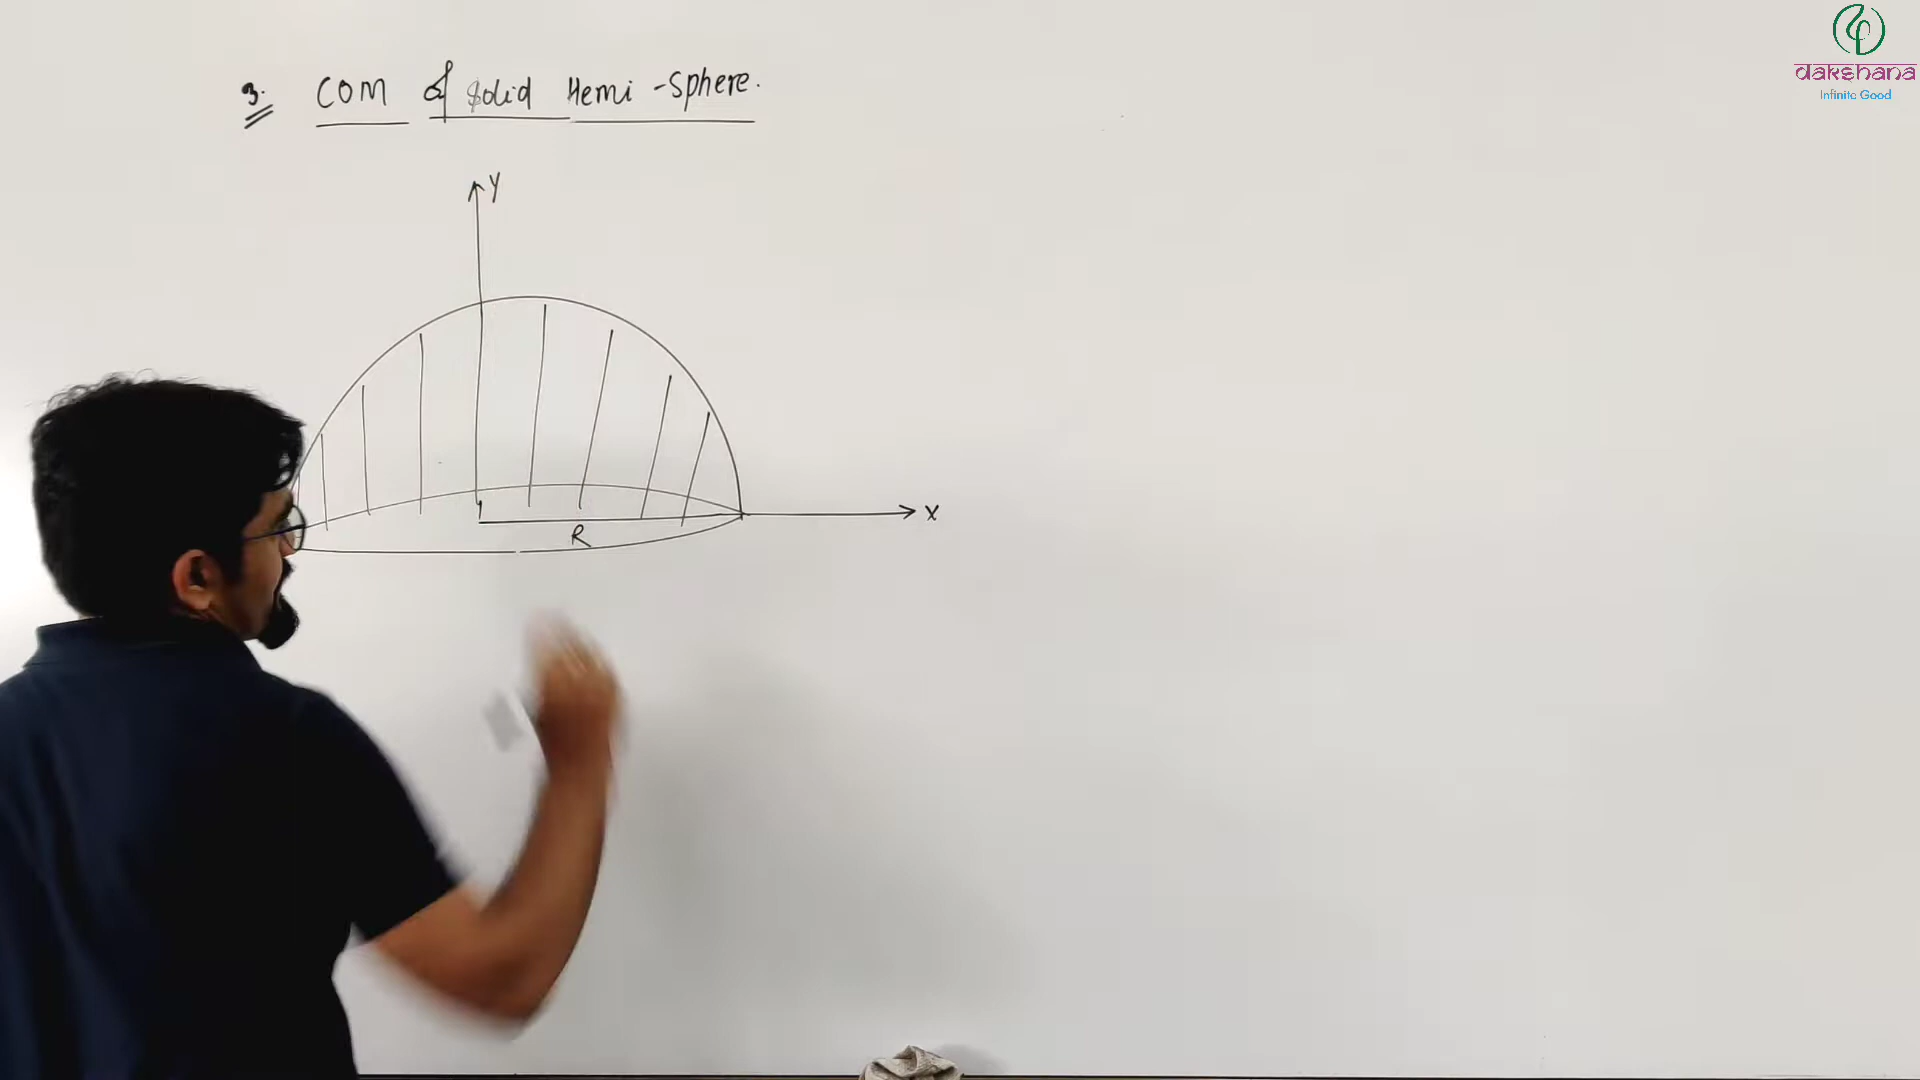 3. COM of Solid Hemi-Sphere.
Y
X
R
dakshana
Infinite Good